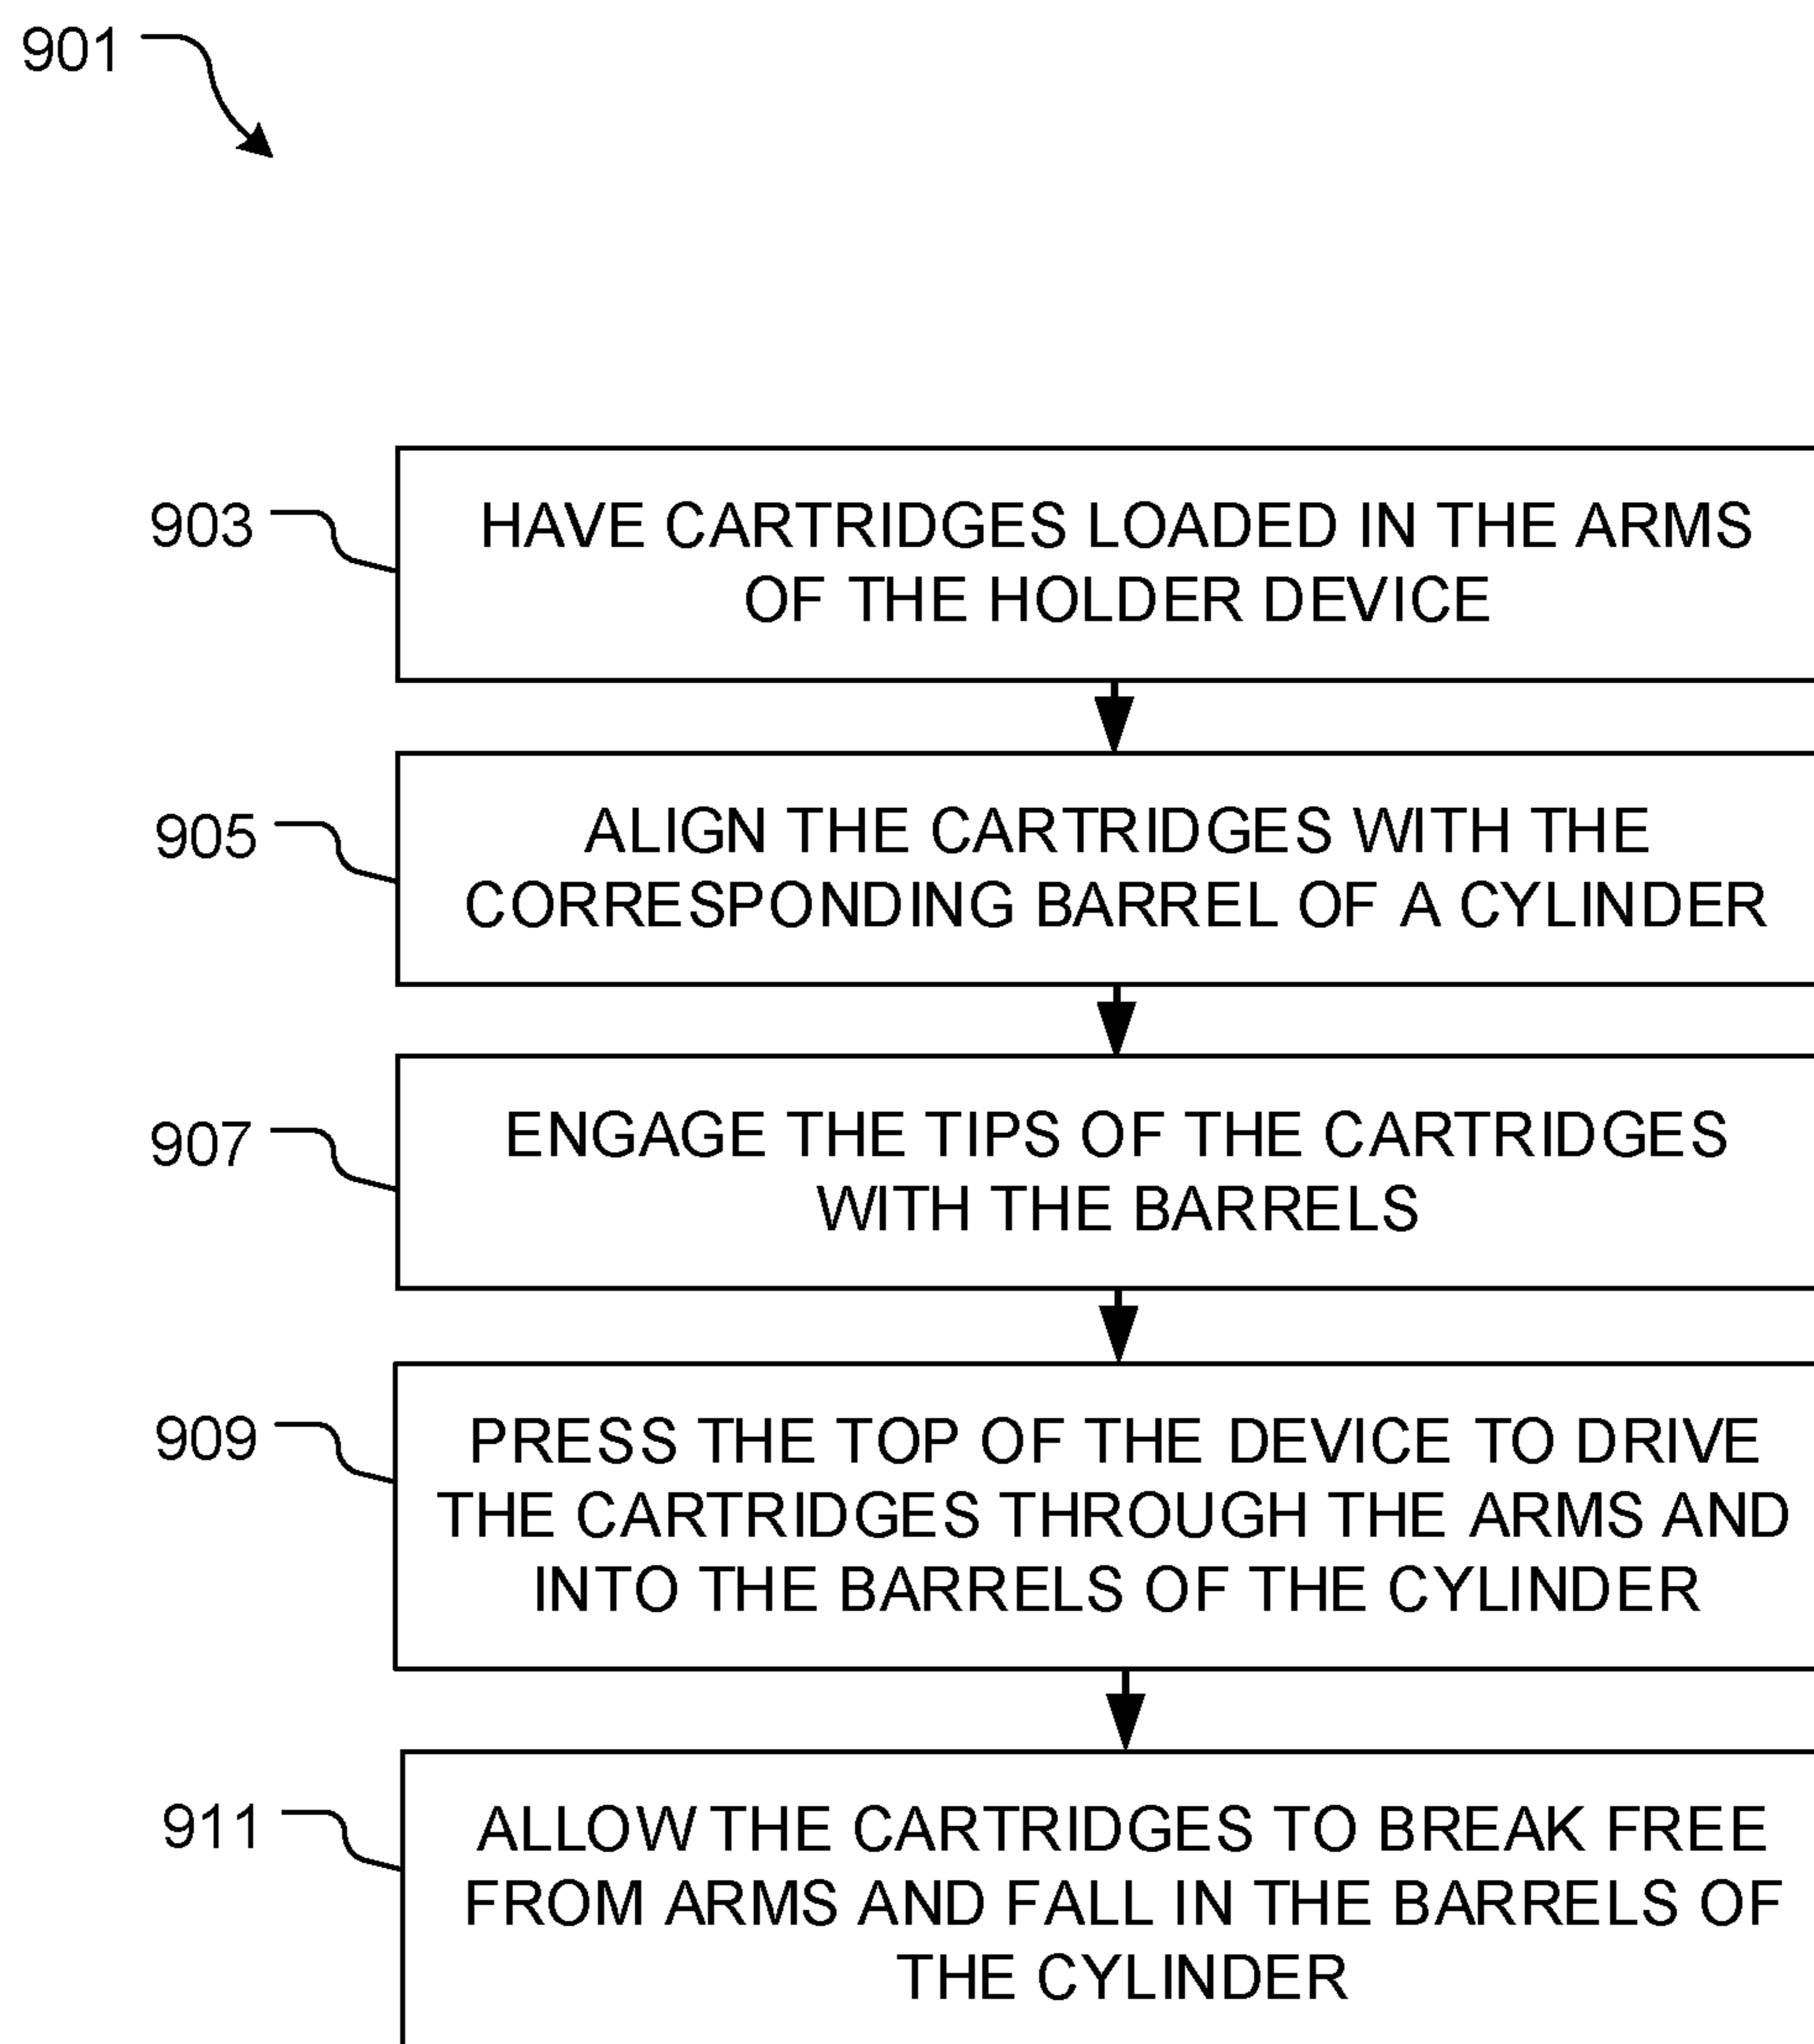 901
903
HAVE CARTRIDGES LOADED IN THE ARMS
OF THE HOLDER DEVICE
905
ALIGN THE CARTRIDGES WITH THE
CORRESPONDING BARREL OF A CYLINDER
907
ENGAGE THE TIPS OF THE CARTRIDGES
WITH THE BARRELS
909
PRESS THE TOP OF THE DEVICE TO DRIVE
THE CARTRIDGES THROUGH THE ARMS AND
INTO THE BARRELS OF THE CYLINDER
911
ALLOW THE CARTRIDGES TO BREAK FREE
FROM ARMS AND FALL IN THE BARRELS OF
THE CYLINDER